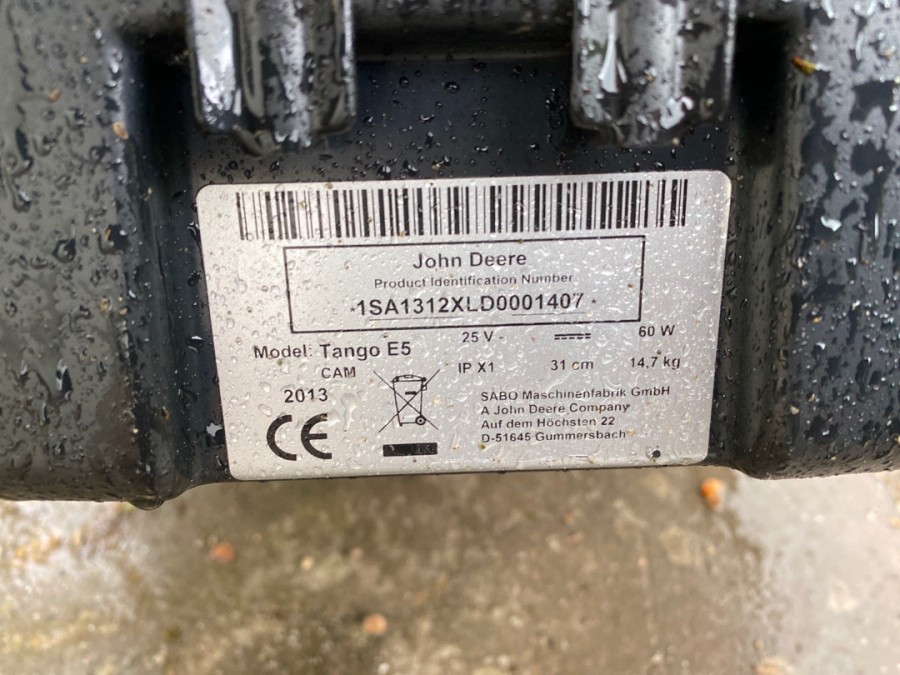 John Deere
Product Identification Number
*1SA1312XLD0001407*
25 V
60 W
Model: Tango E5
CAM
IP X1
31 cm
14,7 kg
2013
CE
SABO Maschinenfabrik GmbH
A John Deere Company
Auf dem Höchsten 22
D-51645 Gummersbach